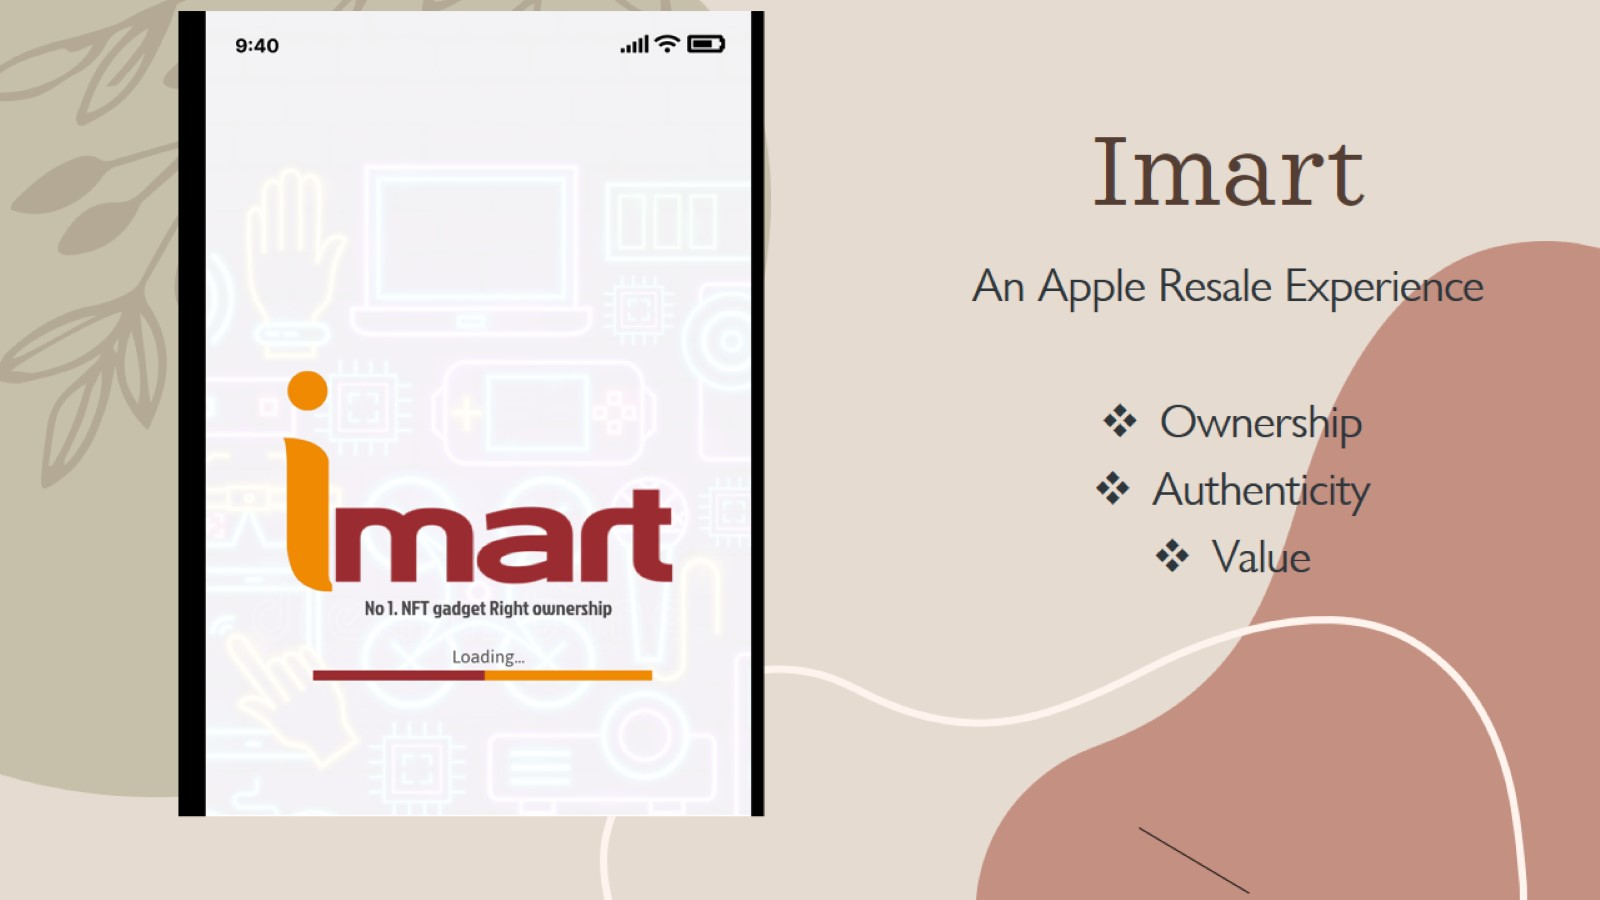 9:40
imart
No 1. NFT gadget Right ownership
Loading...
Imart
An Apple Resale Experience
❖ Ownership
❖ Authenticity
❖ Value